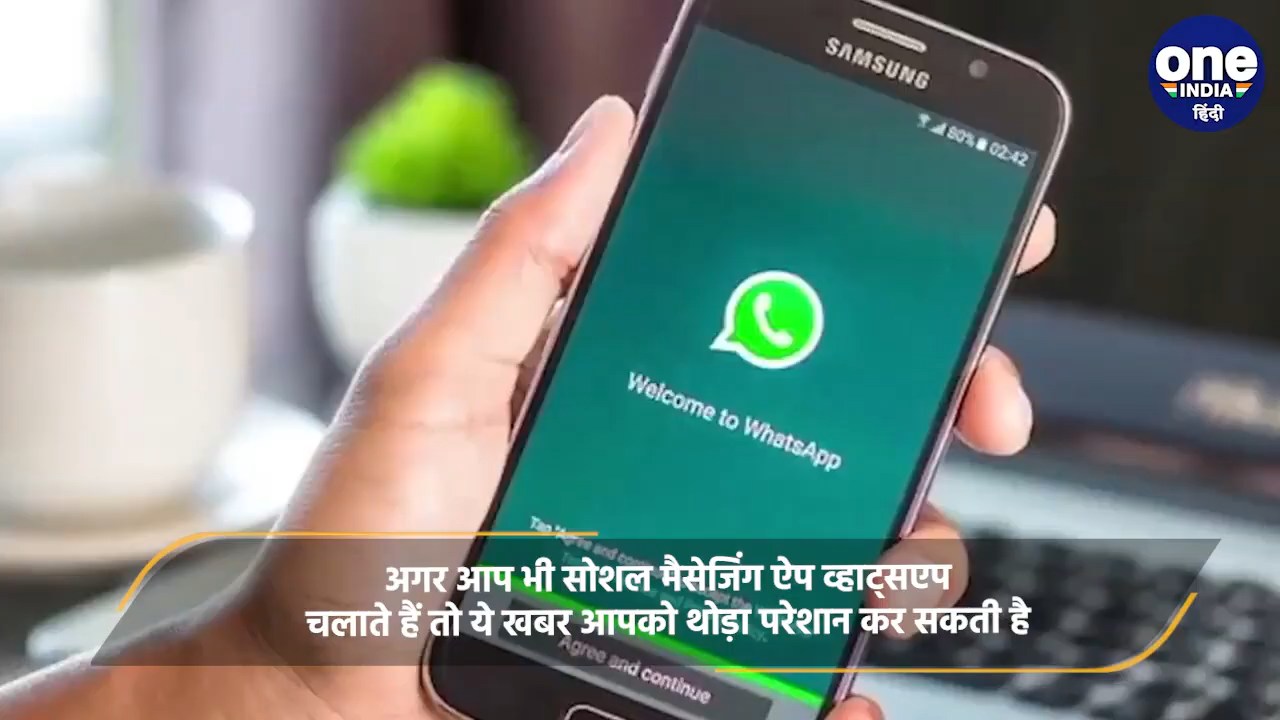 one
INDIA
हिंदी
SAMSUNG
80% 02:42
Welcome to WhatsApp
अगर आप भी सोशल मैसेजिंग ऐप व्हाट्सएप
चलाते हैं तो ये खबर आपको थोड़ा परेशान कर सकती है
Agree and continue